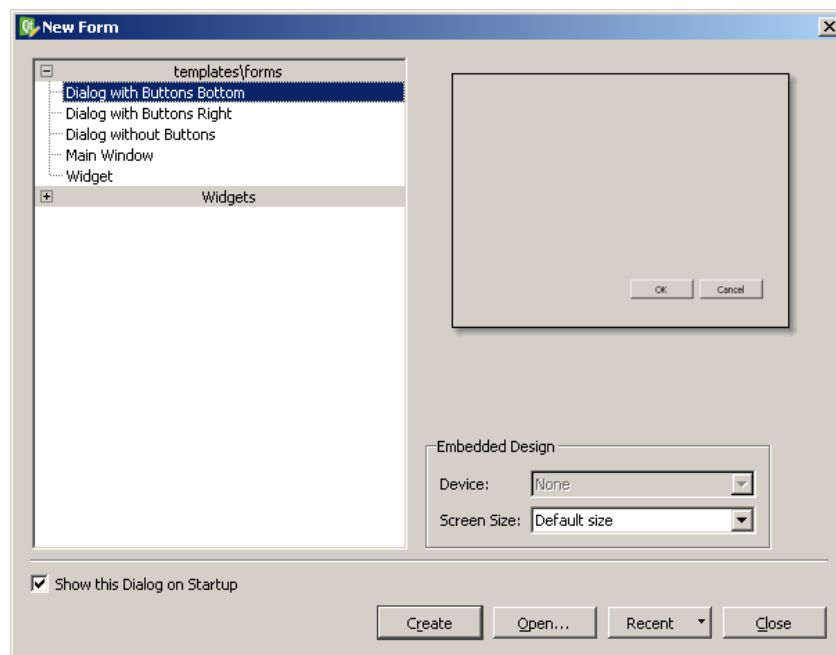 New Form
templates\forms
Dialog with Buttons Bottom
Dialog with Buttons Right
Dialog without Buttons
Main Window
Widget
Widgets
OK Cancel
Embedded Design
Device: None
Screen Size: Default size
Show this Dialog on Startup
Create Open... Recent Close